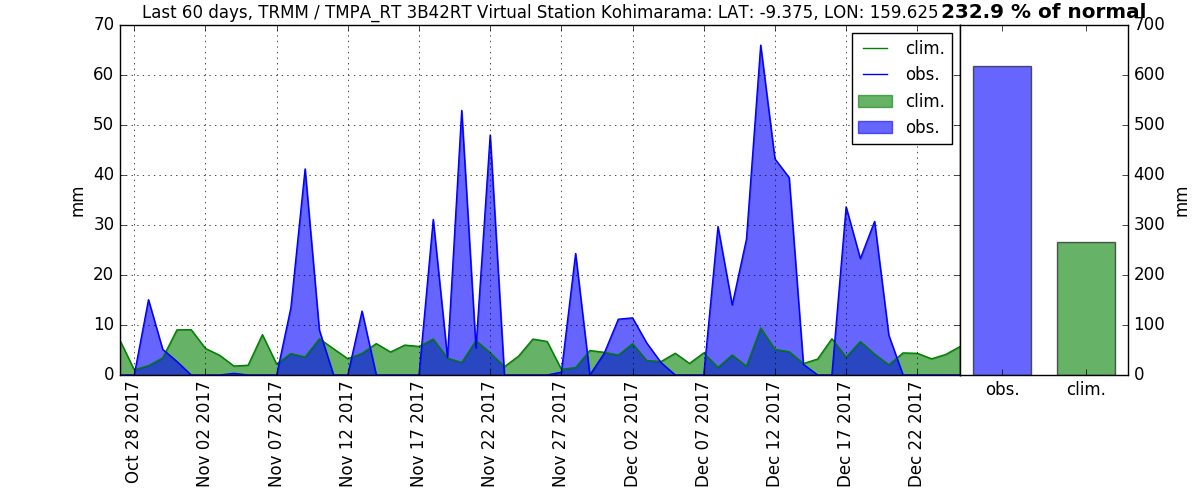 Last 60 days, TRMM / TMPA_RT 3B42RT Virtual Station Kohimarama: LAT: -9.375, LON: 159.625
232.9 % of normal
70
60
50
40
30
20
10
0
mm
clim.
obs.
clim.
obs.
Oct 28 2017
Nov 02 2017
Nov 07 2017
Nov 12 2017
Nov 17 2017
Nov 22 2017
Nov 27 2017
Dec 02 2017
Dec 07 2017
Dec 12 2017
Dec 17 2017
Dec 22 2017
700
600
500
400
300
200
100
0
mm
obs.
clim.